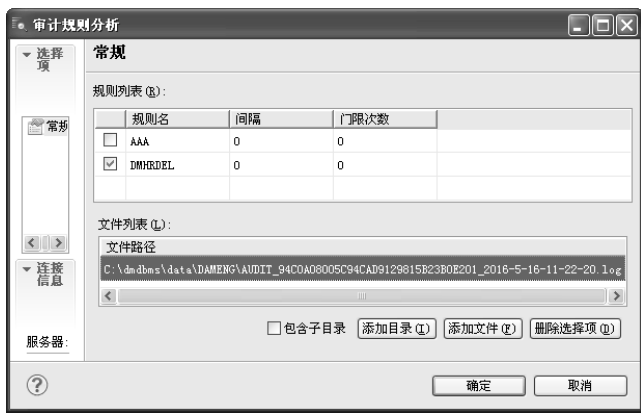 审计规则分析
选择项
常规
常规
规则列表(R):
规则名 间隔 门限次数
AAA 0 0
DMHRDEL 0 0
文件列表(L):
文件路径
C:\dmdbms\data\DAMENG\AUDIT_94C0A08005C94CAD9129815B23B0E201_2016-5-16-11-22-20.log
连接信息
服务器:
包含子目录 添加目录(I) 添加文件(F) 删除选择项(D)
确定 取消